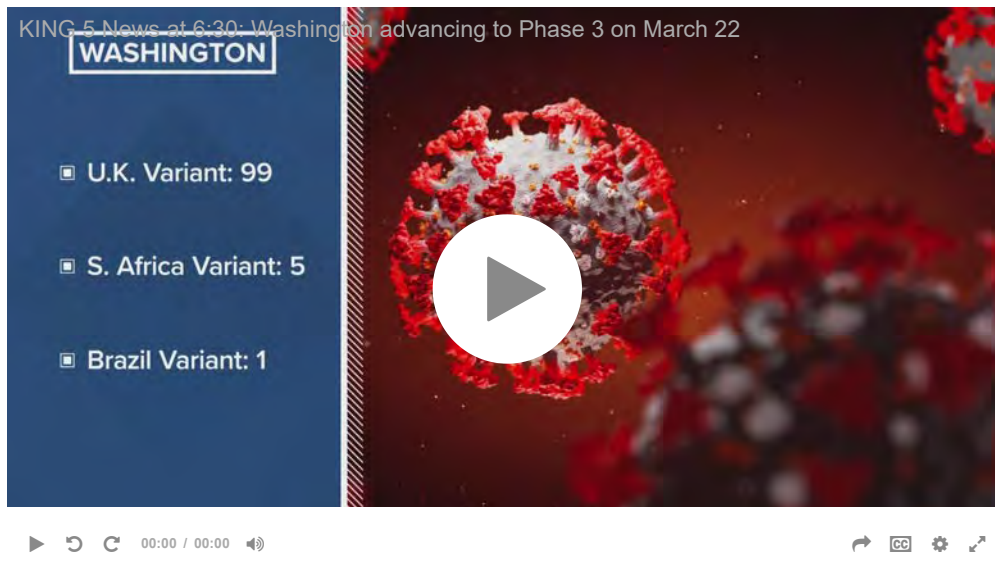 KING 5 News at 6:30: Washington advancing to Phase 3 on March 22
WASHINGTON
U.K. Variant: 99
S. Africa Variant: 5
Brazil Variant: 1
00:00 / 00:00
CC